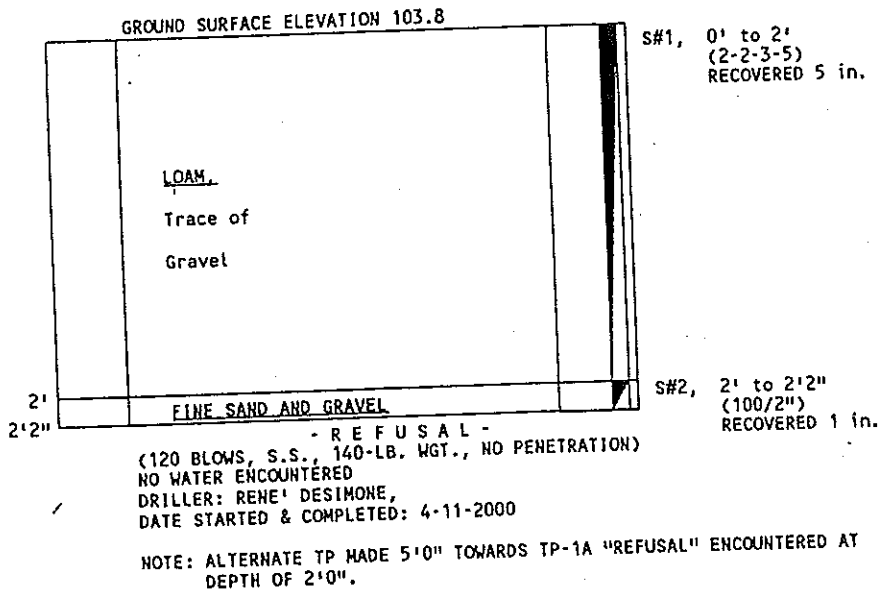 GROUND SURFACE ELEVATION 103.8
S#1, 0' to 2'
(2-2-3-5)
RECOVERED 5 in.
LOAM,
Trace of
Gravel
2'
S#2, 2' to 2'2"
(100/2")
RECOVERED 1 in.
2'2"
FINE SAND AND GRAVEL
- R E F U S A L -
(120 BLOWS, S.S., 140-LB. WGT., NO PENETRATION)
NO WATER ENCOUNTERED
DRILLER: RENE' DESIMONE,
DATE STARTED & COMPLETED: 4-11-2000
NOTE: ALTERNATE TP MADE 5'0" TOWARDS TP-1A "REFUSAL" ENCOUNTERED AT
DEPTH OF 2'0".